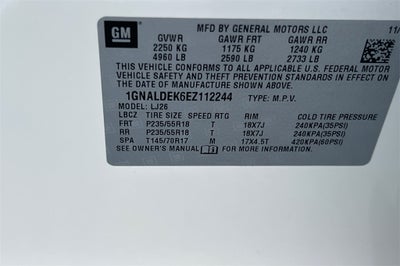 GM
MFD BY GENERAL MOTORS LLC 11/
GVWR GAWR FRT GAWR RR
2250 KG 1175 KG 1240 KG
4960 LB 2590 LB 2733 LB
THIS VEHICLE CONFORMS TO ALL APPLICABLE U.S. FEDERAL
MOTOR VEHICLE SAFETY AND THEFT PREVENTION STANDARDS
IN EFFECT ON THE DATE OF MANUFACTURE SHOWN ABOVE.
1GNALDEK6EZ112244 TYPE: M.P.V.
MODEL: LJ26
LBCZ TIRE SIZE SPEED RTG RIM COLD TIRE PRESSURE
FRT P235/55R18 T 18X7J 240KPA(35PSI)
RR P235/55R18 T 18X7J 240KPA(35PSI)
SPA T145/70R17 M 17X4.5T 420KPA(60PSI)
SEE OWNER'S MANUAL FOR ADDITIONAL INFORMATION.